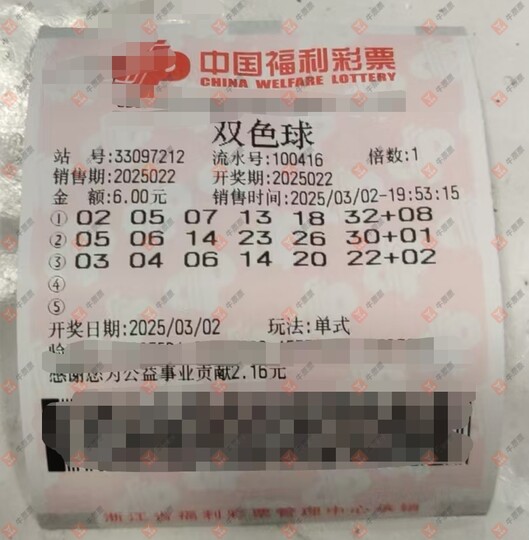 中国福利彩票
CHINA WELFARE LOTTERY
双色球
站 号:33097212 流水号:100416 倍数:1
销售期:2025022 开奖期:2025022
金 额:6.00元 销售时间:2025/03/02-19:53:15
① 02 05 07 13 18 32+08
② 05 06 14 23 26 30+01
③ 03 04 06 14 20 22+02
④
⑤
开奖日期:2025/03/02 玩法:单式
感谢您为公益事业贡献2.16元
浙江省福利彩票管理中心承销